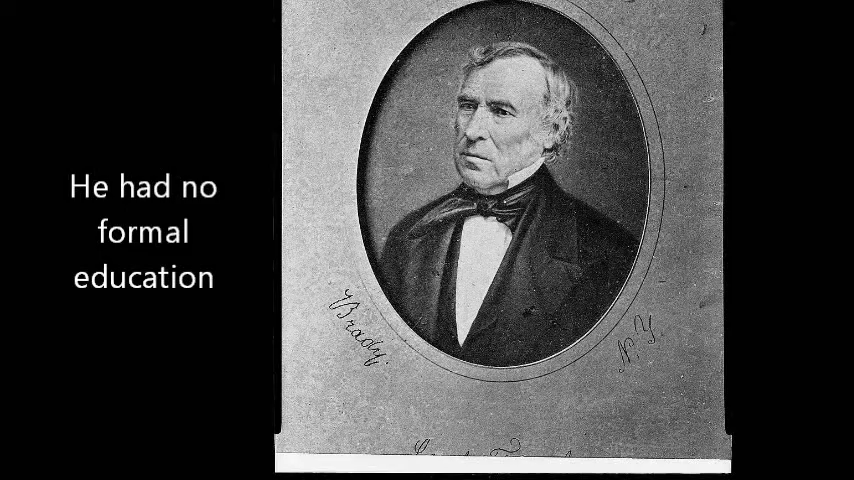 He had no
formal
education
Brady.
N.Y.